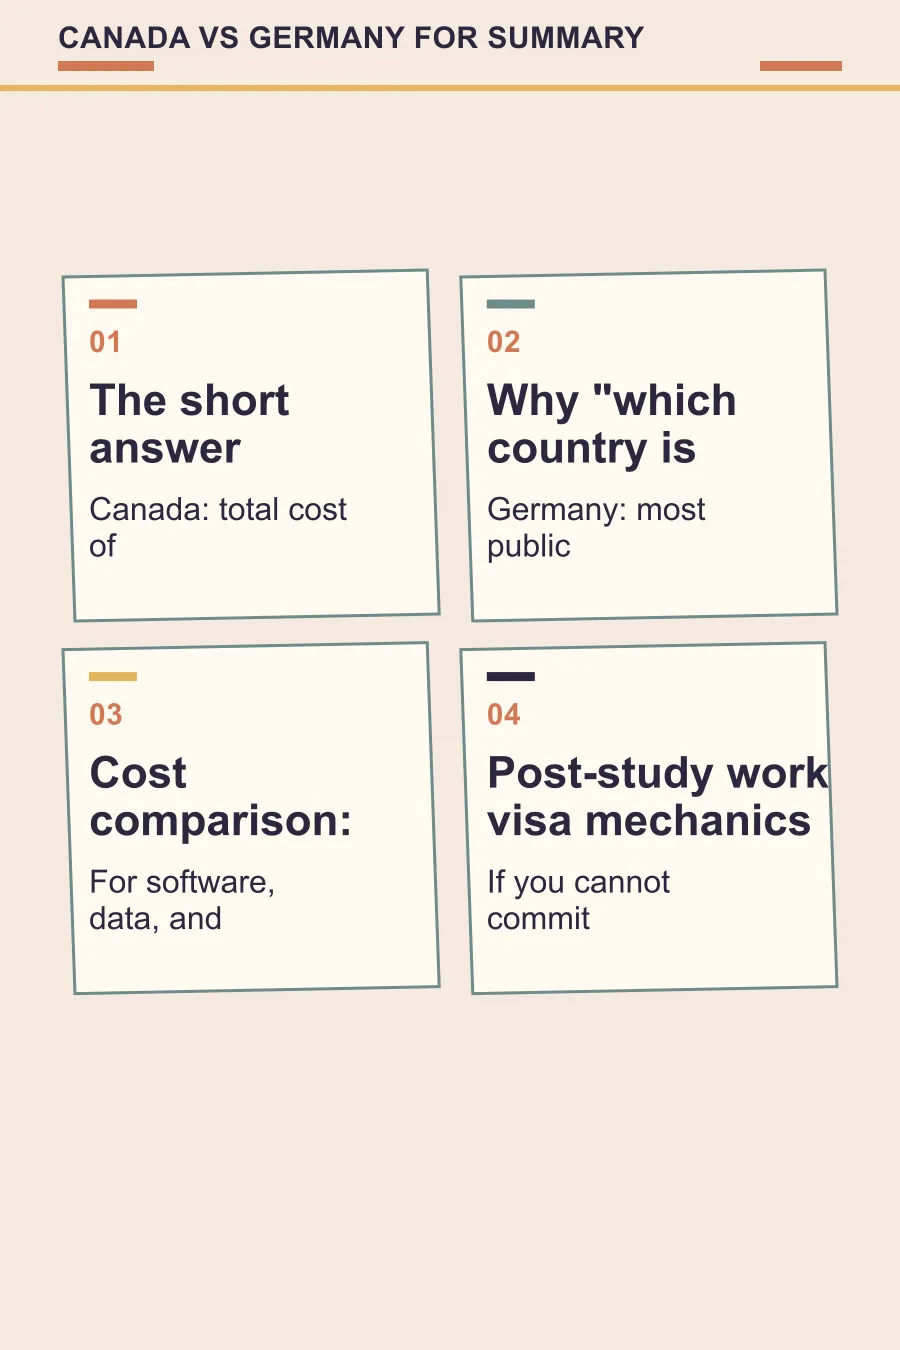 CANADA VS GERMANY FOR SUMMARY
01
The short
answer
Canada: total cost
of
02
Why "which
country is
Germany: most
public
03
Cost
comparison:
For software,
data, and
04
Post-study work
visa mechanics
If you cannot
commit